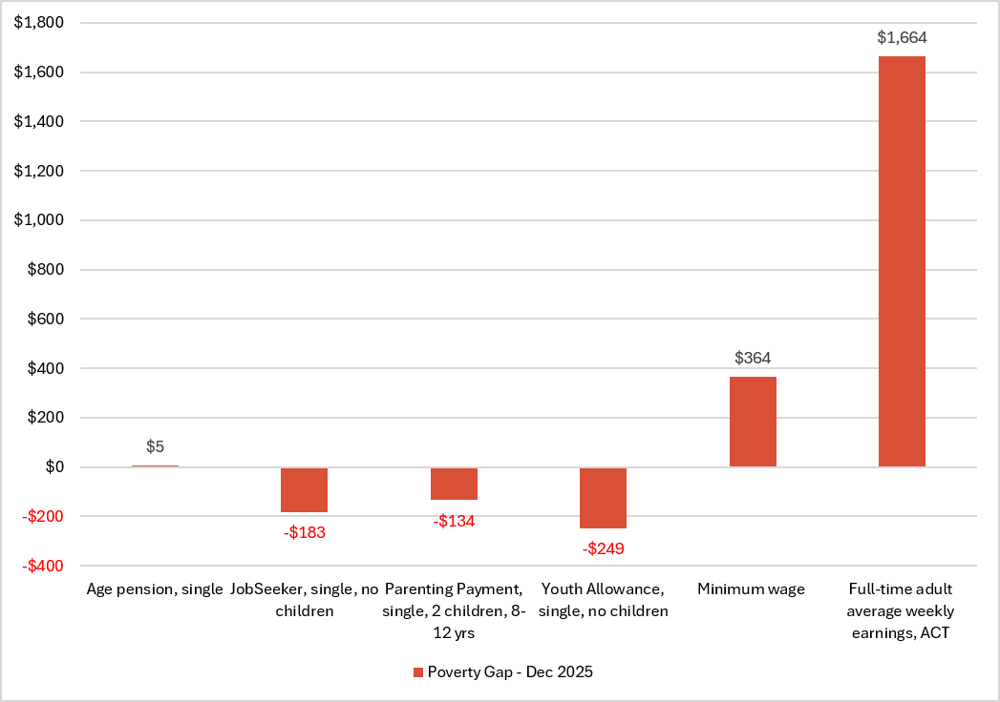 $1,800
$1,600
$1,400
$1,200
$1,000
$800
$600
$400
$200
$0
-$200
-$400
$5
-$183
-$134
-$249
$364
$1,664
Age pension, single
JobSeeker, single, no
children
Parenting Payment,
single, 2 children, 8-
12 yrs
Youth Allowance,
single, no children
Minimum wage
Full-time adult
average weekly
earnings, ACT
Poverty Gap - Dec 2025